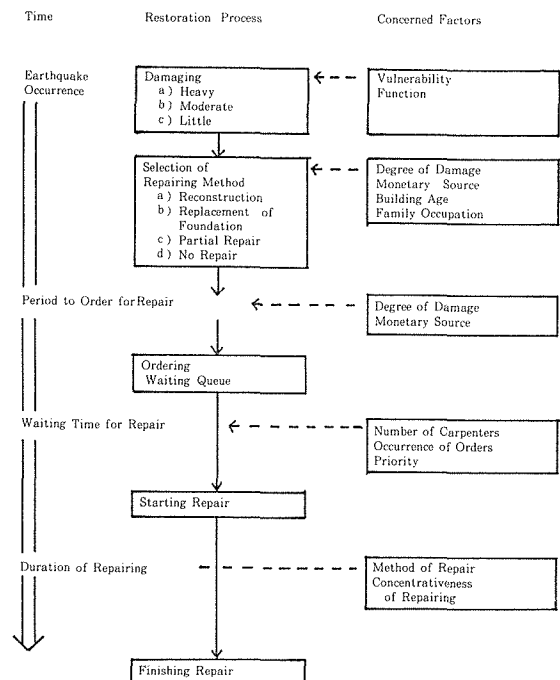 Time
Restoration Process
Concerned Factors
Earthquake
Occurrence
Damaging
a) Heavy
b) Moderate
c) Little
Vulnerability
Function
Selection of
Repairing Method
a) Reconstruction
b) Replacement of
Foundation
c) Partial Repair
d) No Repair
Degree of Damage
Monetary Source
Building Age
Family Occupation
Period to Order for Repair
Degree of Damage
Monetary Source
Ordering
Waiting Queue
Waiting Time for Repair
Number of Carpenters
Occurrence of Orders
Priority
Starting Repair
Duration of Repairing
Method of Repair
Concentrativeness
of Repairing
Finishing Repair